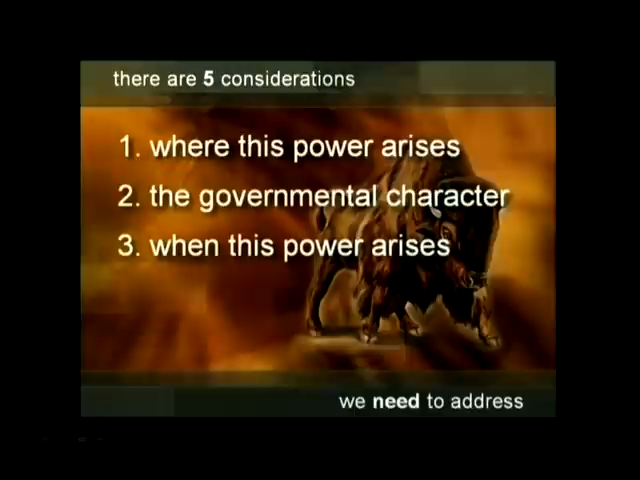 there are 5 considerations
1. where this power arises
2. the governmental character
3. when this power arises
we need to address